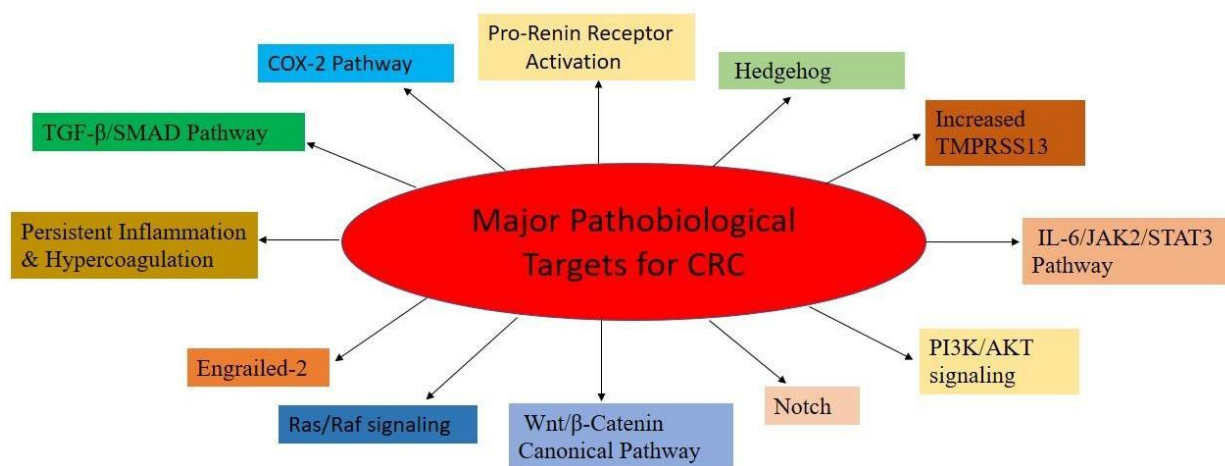 Pro-Renin Receptor
Activation
COX-2 Pathway
Hedgehog
TGF-β/SMAD Pathway
Increased
TMPRSS13
Major Pathobiological
Targets for CRC
Persistent Inflammation
& Hypercoagulation
IL-6/JAK2/STAT3
Pathway
Engrailed-2
PI3K/AKT
signaling
Ras/Raf signaling
Wnt/β-Catenin
Canonical Pathway
Notch